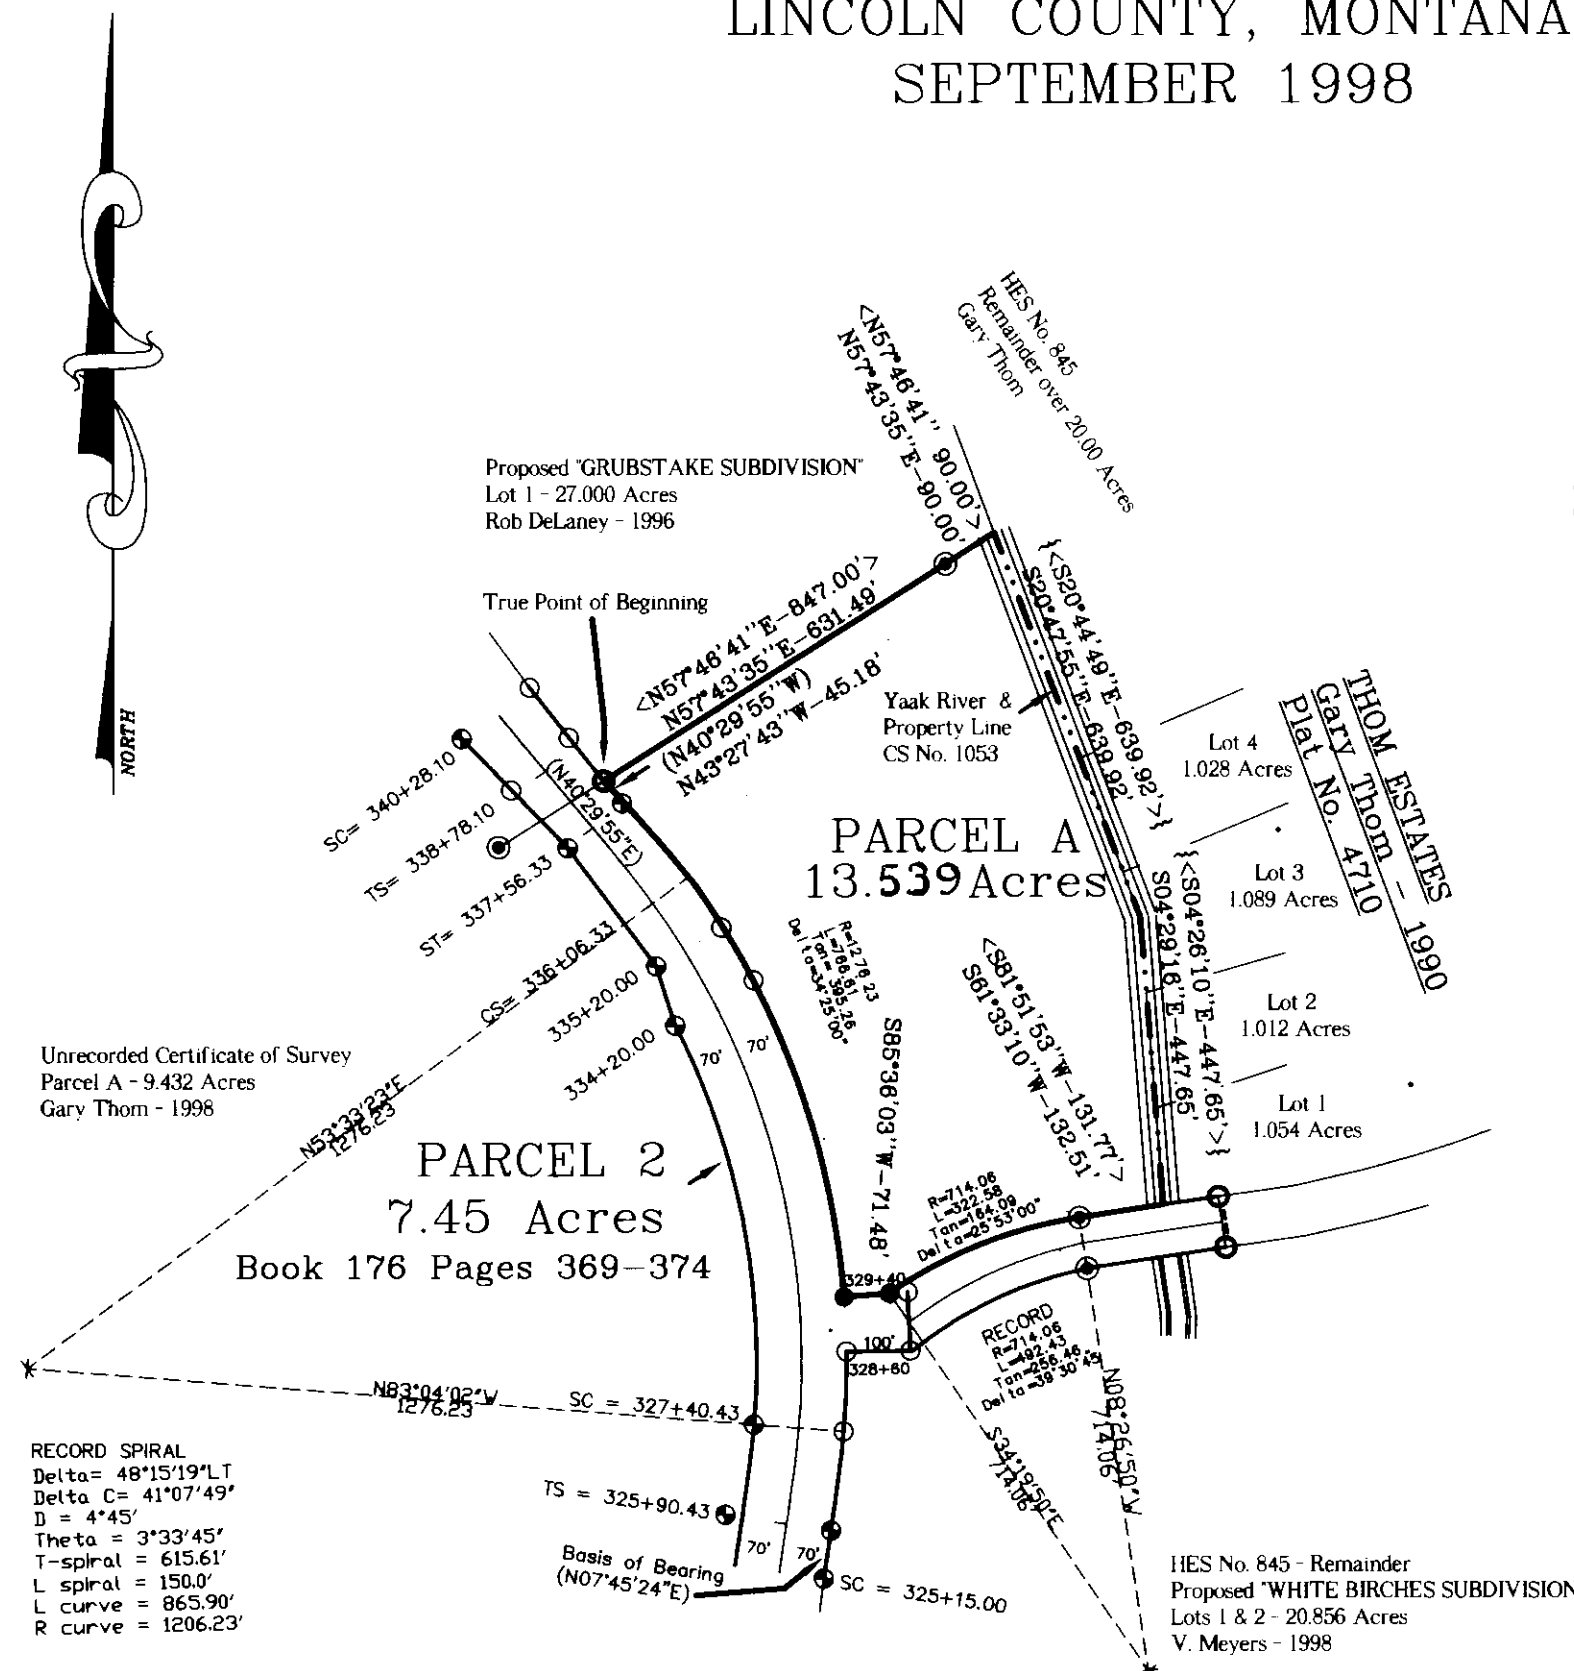 LINCOLN COUNTY, MONTANA
SEPTEMBER 1998
NORTH
HES No. 845
Remainder over 20.00 Acres
Gary Thom
<N57°46'41" 90.00'>
N57°43'35"E-90.00'
Proposed "GRUBSTAKE SUBDIVISION"
Lot 1 - 27.000 Acres
Rob DeLaney - 1996
True Point of Beginning
<N57°46'41"E-847.00'>
N57°43'35"E-631.49'
(N40°29'55"W)
N43°27'43"W-45.18'
{<S20°44'49"E-639.92'>}
S20°47'55"E-639.92'
Yaak River &
Property Line
CS No. 1053
THOM ESTATES
Gary Thom - 1990
Plat No. 4710
Lot 4
1.028 Acres
Lot 3
1.089 Acres
Lot 2
1.012 Acres
Lot 1
1.054 Acres
PARCEL A
13.539 Acres
SC= 340+28.10
TS= 338+78.10
ST= 337+56.33
CS= 336+06.33
335+20.00
334+20.00
(N40°29'55"E)
R=1276.23
L=766.61
Tan= 395.26
Delta=34°25'00"
{<S04°26'10"E-447.65'>}
S04°29'16"E-447.65'
<S81°51'53"W-131.77'>
S61°33'10"W-132.51'
S85°36'03"W-71.48'
70'
70'
Unrecorded Certificate of Survey
Parcel A - 9.432 Acres
Gary Thom - 1998
N53°33'23"E
1276.23
PARCEL 2
7.45 Acres
Book 176 Pages 369-374
R=714.06
L=322.58
Tan=164.09
Delta=25°53'00"
329+40
100'
328+60
RECORD
R=714.06
L=492.43
Tan=256.46
Delta=39°30'45"
N83°04'02"W
1276.23
SC = 327+40.43
N08°26'50"W
714.06
S34°19'50"E
714.06
RECORD SPIRAL
Delta= 48°15'19"LT
Delta C= 41°07'49"
D = 4°45'
Theta = 3°33'45"
T-spiral = 615.61'
L spiral = 150.0'
L curve = 865.90'
R curve = 1206.23'
TS = 325+90.43
70'
70'
Basis of Bearing
(N07°45'24"E)
SC = 325+15.00
HES No. 845 - Remainder
Proposed "WHITE BIRCHES SUBDIVISION
Lots 1 & 2 - 20.856 Acres
V. Meyers - 1998